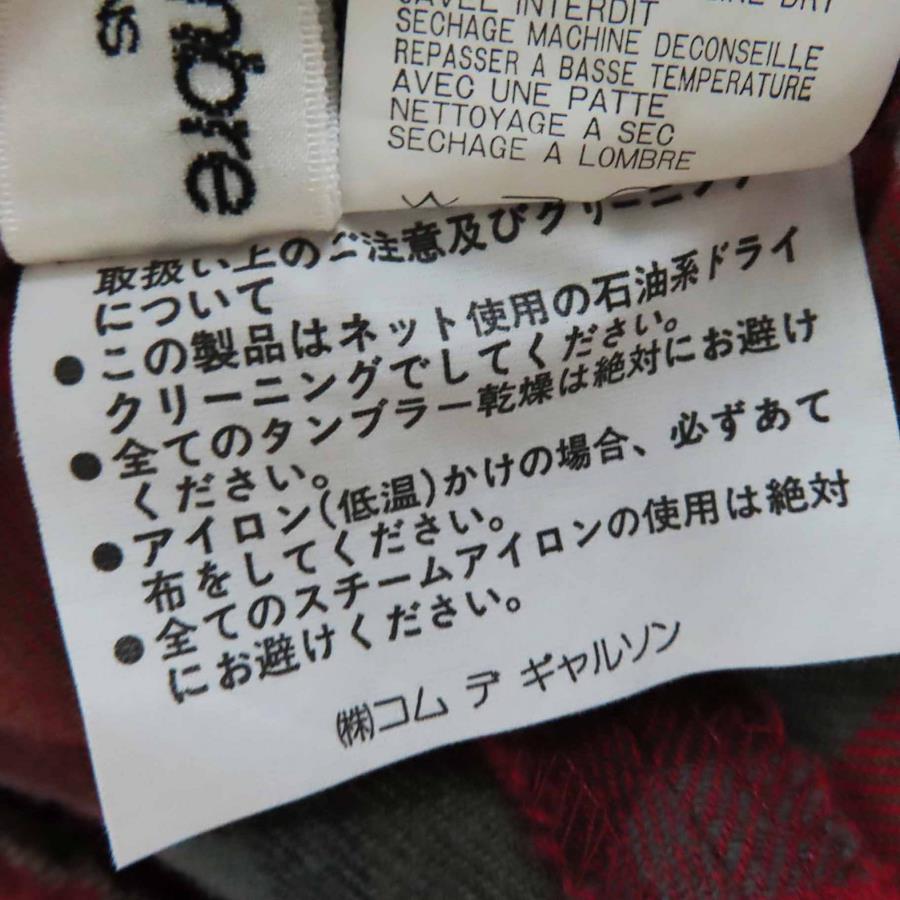 mbre
LINE DRY
LAVEE INTERDIT
SECHAGE MACHINE DECONSEILLE
REPASSER A BASSE TEMPERATURE
AVEC UNE PATTE
NETTOYAGE A SEC
SECHAGE A LOMBRE
取扱い上のご注意及びクリーニング
について
●この製品はネット使用の石油系ドライ
クリーニングでしてください。
●全てのタンブラー乾燥は絶対にお避け
ください。
●アイロン(低温)かけの場合、必ずあて
布をしてください。
●全てのスチームアイロンの使用は絶対
にお避けください。
㈱コム デ ギャルソン